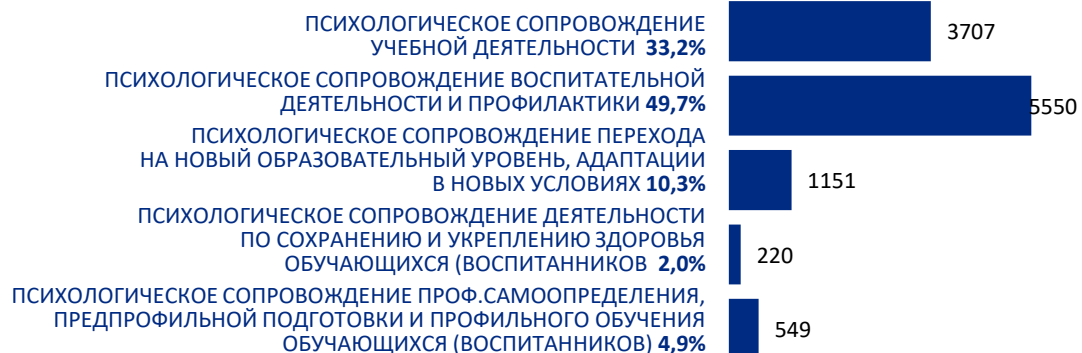 ПСИХОЛОГИЧЕСКОЕ СОПРОВОЖДЕНИЕ
УЧЕБНОЙ ДЕЯТЕЛЬНОСТИ 33,2%
3707
ПСИХОЛОГИЧЕСКОЕ СОПРОВОЖДЕНИЕ ВОСПИТАТЕЛЬНОЙ
ДЕЯТЕЛЬНОСТИ И ПРОФИЛАКТИКИ 49,7%
5550
ПСИХОЛОГИЧЕСКОЕ СОПРОВОЖДЕНИЕ ПЕРЕХОДА
НА НОВЫЙ ОБРАЗОВАТЕЛЬНЫЙ УРОВЕНЬ, АДАПТАЦИИ
В НОВЫХ УСЛОВИЯХ 10,3%
1151
ПСИХОЛОГИЧЕСКОЕ СОПРОВОЖДЕНИЕ ДЕЯТЕЛЬНОСТИ
ПО СОХРАНЕНИЮ И УКРЕПЛЕНИЮ ЗДОРОВЬЯ
ОБУЧАЮЩИХСЯ (ВОСПИТАННИКОВ 2,0%
220
ПСИХОЛОГИЧЕСКОЕ СОПРОВОЖДЕНИЕ ПРОФ.САМООПРЕДЕЛЕНИЯ,
ПРЕДПРОФИЛЬНОЙ ПОДГОТОВКИ И ПРОФИЛЬНОГО ОБУЧЕНИЯ
ОБУЧАЮЩИХСЯ (ВОСПИТАННИКОВ) 4,9%
549